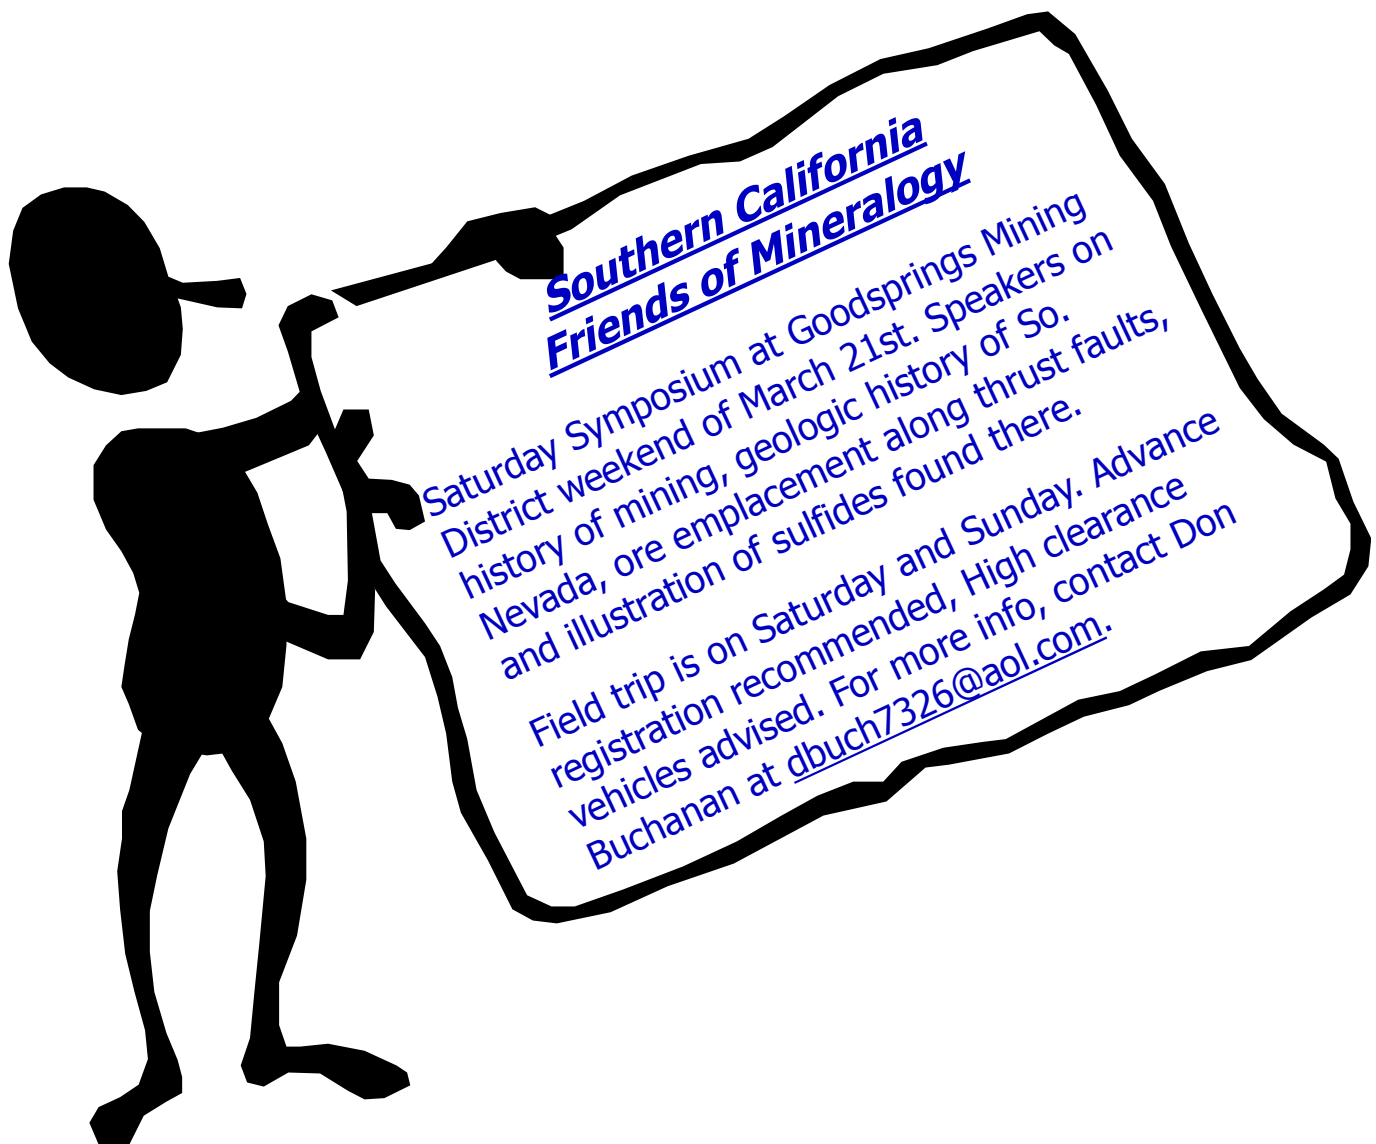 Southern California
Friends of Mineralogy
Saturday Symposium at Goodsprings Mining
District weekend of March 21st. Speakers on
history of mining, geologic history of So.
Nevada, ore emplacement along thrust faults,
and illustration of sulfides found there.
Field trip is on Saturday and Sunday. Advance
registration recommended, High clearance
vehicles advised. For more info, contact Don
Buchanan at dbuch7326@aol.com.